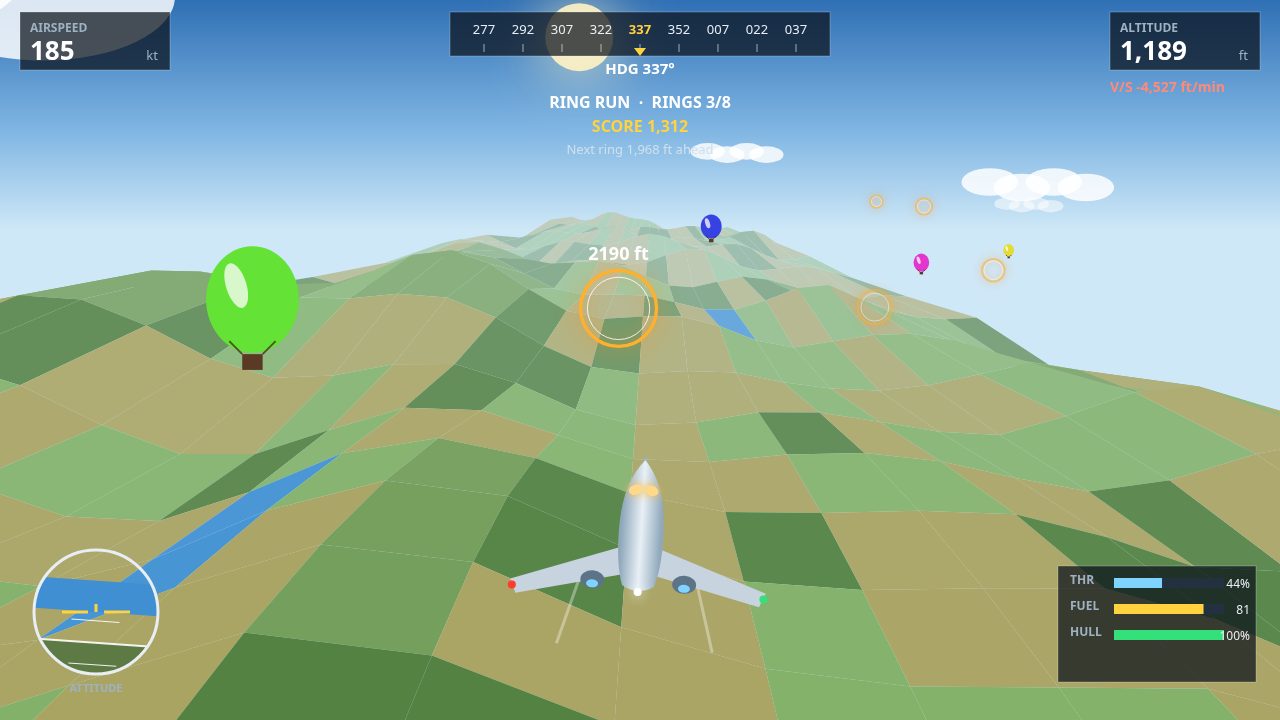 AIRSPEED
185 kt
277 292 307 322 337 352 007 022 037
HDG 337°
RING RUN · RINGS 3/8
SCORE 1,312
Next ring 1,968 ft ahead
ALTITUDE
1,189 ft
V/S -4,527 ft/min
2190 ft
ATTITUDE
THR 44%
FUEL 81
HULL 100%